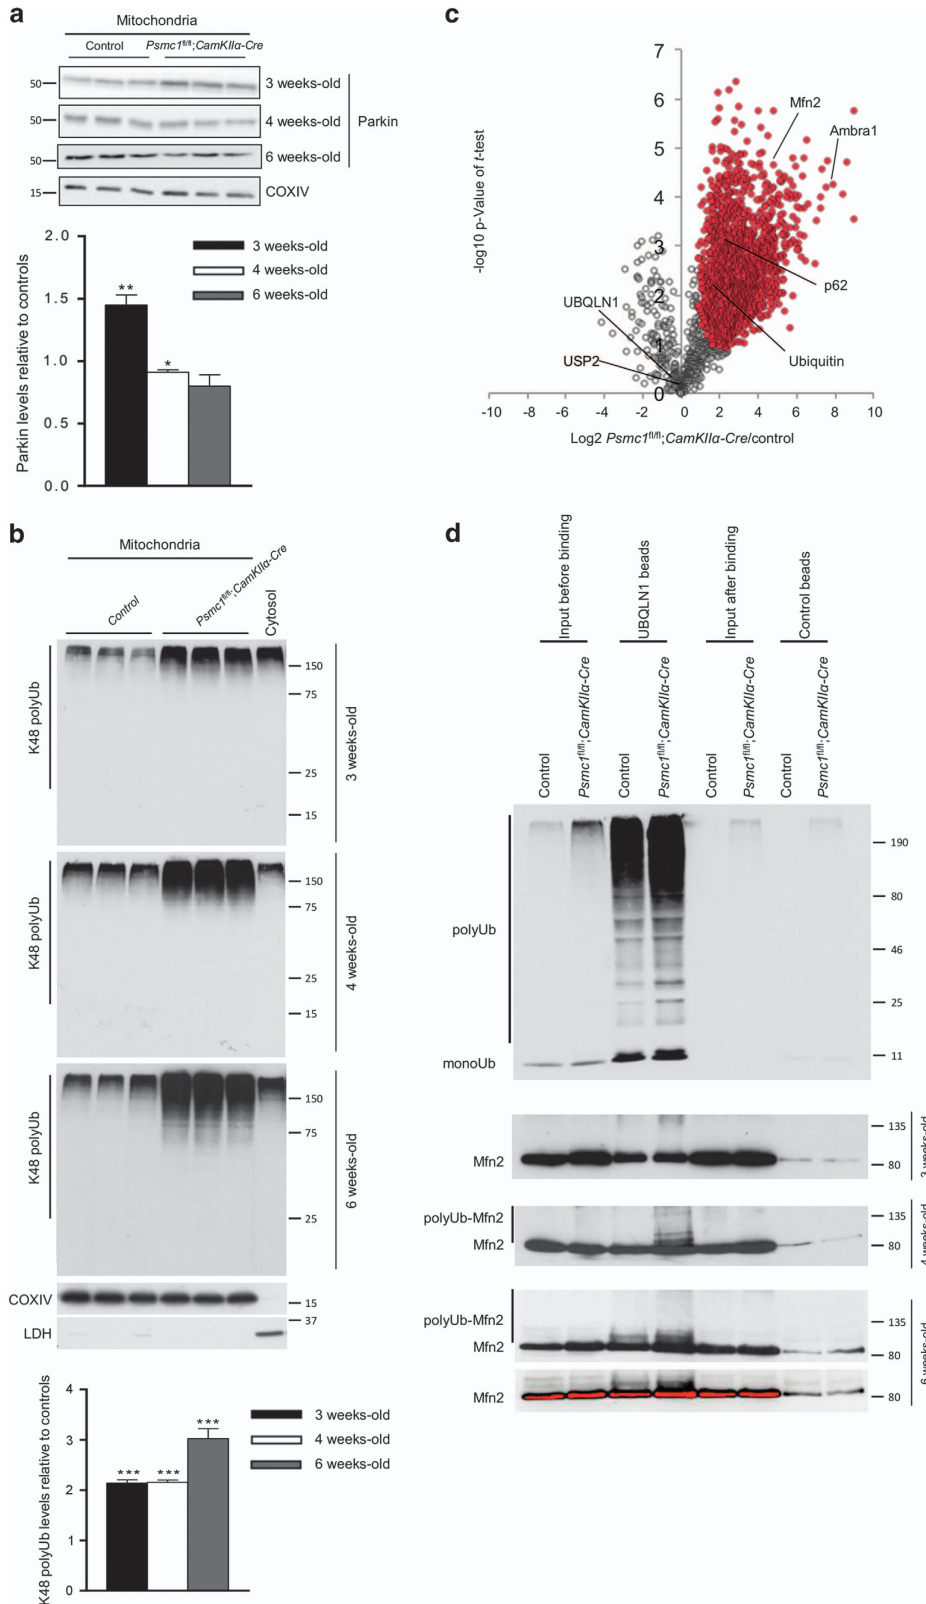 a
Mitochondria
Control
Psmc1fl/fl;CamKIIα-Cre
50
3 weeks-old
50
4 weeks-old
Parkin
50
6 weeks-old
15
COXIV
Parkin levels relative to controls
2.0
1.5
1.0
0.5
0.0
**
*
3 weeks-old
4 weeks-old
6 weeks-old
b
Mitochondria
Control
Psmc1fl/fl;CamKIIα-Cre
Cytosol
K48 polyUb
150
75
25
15
3 weeks-old
K48 polyUb
150
75
25
15
4 weeks-old
K48 polyUb
150
75
25
6 weeks-old
COXIV
15
37
LDH
K48 polyUb levels relative to controls
4
3
2
1
0
***
***
***
3 weeks-old
4 weeks-old
6 weeks-old
c
-log10 p-Value of t-test
7
6
5
4
3
2
1
0
Mfn2
Ambra1
p62
UBQLN1
USP2
Ubiquitin
-10 -8 -6 -4 -2 0 2 4 6 8 10
Log2 Psmc1fl/fl;CamKIIα-Cre/control
d
Input before binding
UBQLN1 beads
Input after binding
Control beads
Control
Psmc1fl/fl;CamKIIα-Cre
Control
Psmc1fl/fl;CamKIIα-Cre
Control
Psmc1fl/fl;CamKIIα-Cre
Control
Psmc1fl/fl;CamKIIα-Cre
polyUb
190
80
46
25
11
monoUb
135
Mfn2
80
3 weeks-old
polyUb-Mfn2
135
Mfn2
80
4 weeks-old
polyUb-Mfn2
135
Mfn2
80
Mfn2
80
6 weeks-old